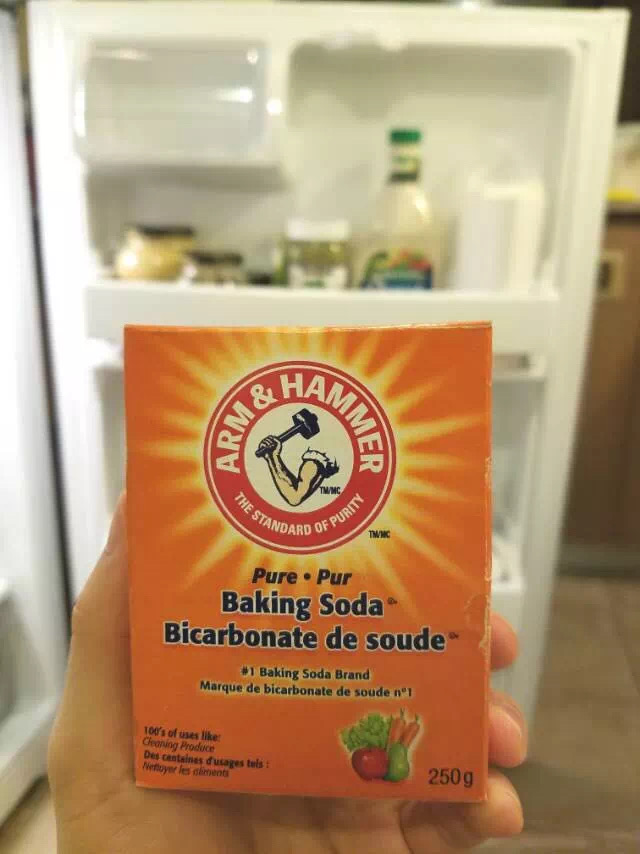 ARM & HAMMER
THE STANDARD OF PURITY
TM/MC
TM/MC
Pure • Pur
Baking Soda
Bicarbonate de soude
#1 Baking Soda Brand
Marque de bicarbonate de soude n°1
100's of uses like:
Cleaning Produce
Des centaines d'usages tels :
Nettoyer les aliments
250g